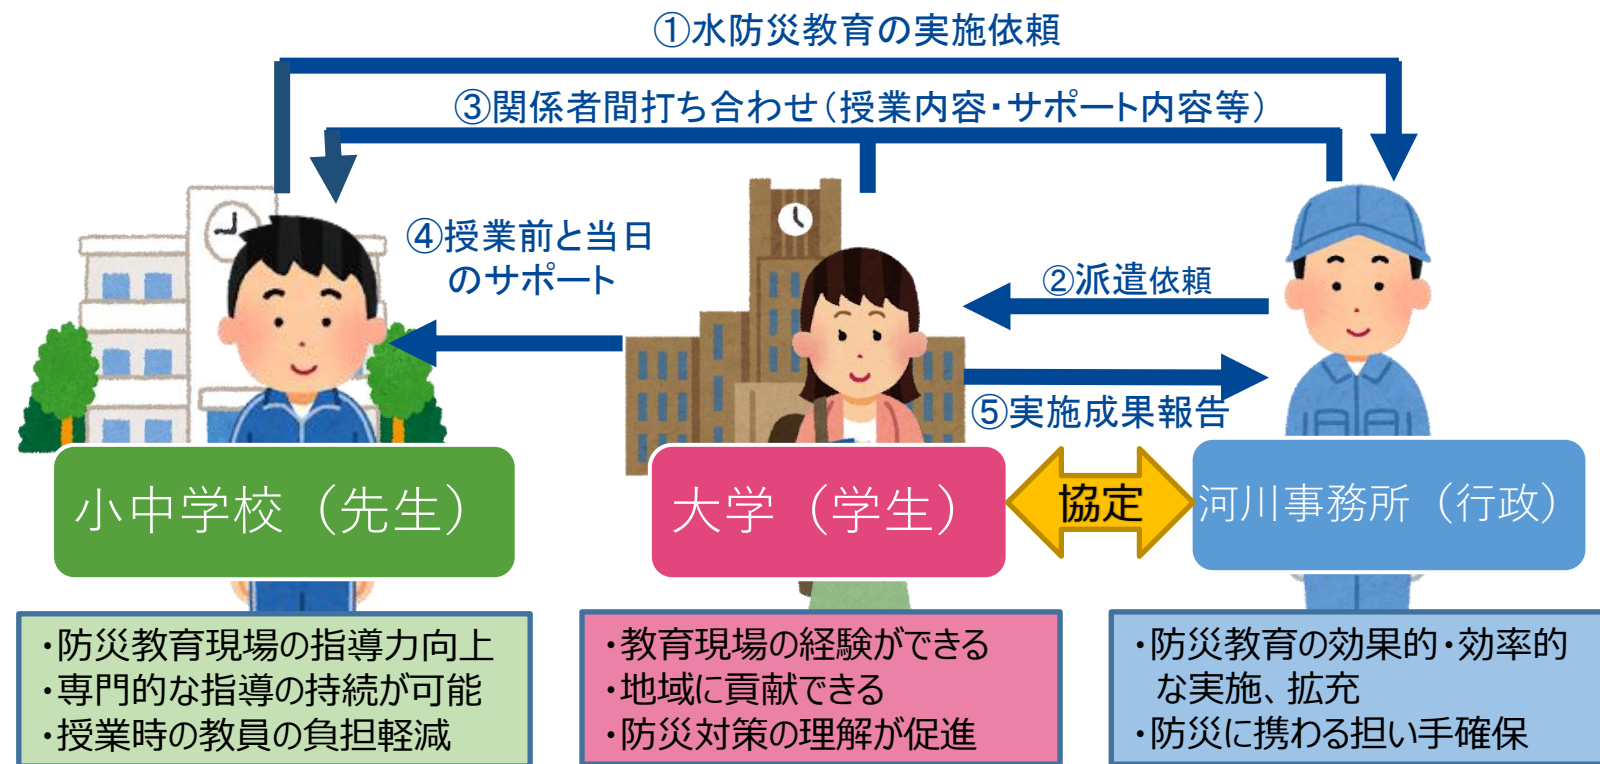 ①水防災教育の実施依頼
③関係者間打ち合わせ（授業内容・サポート内容等）
④授業前と当日
のサポート
②派遣依頼
⑤実施成果報告
小中学校（先生）
大学（学生）
協定
河川事務所（行政）
・防災教育現場の指導力向上
・専門的な指導の持続が可能
・授業時の教員の負担軽減
・教育現場の経験ができる
・地域に貢献できる
・防災対策の理解が促進
・防災教育の効果的・効率的
な実施、拡充
・防災に携わる担い手確保